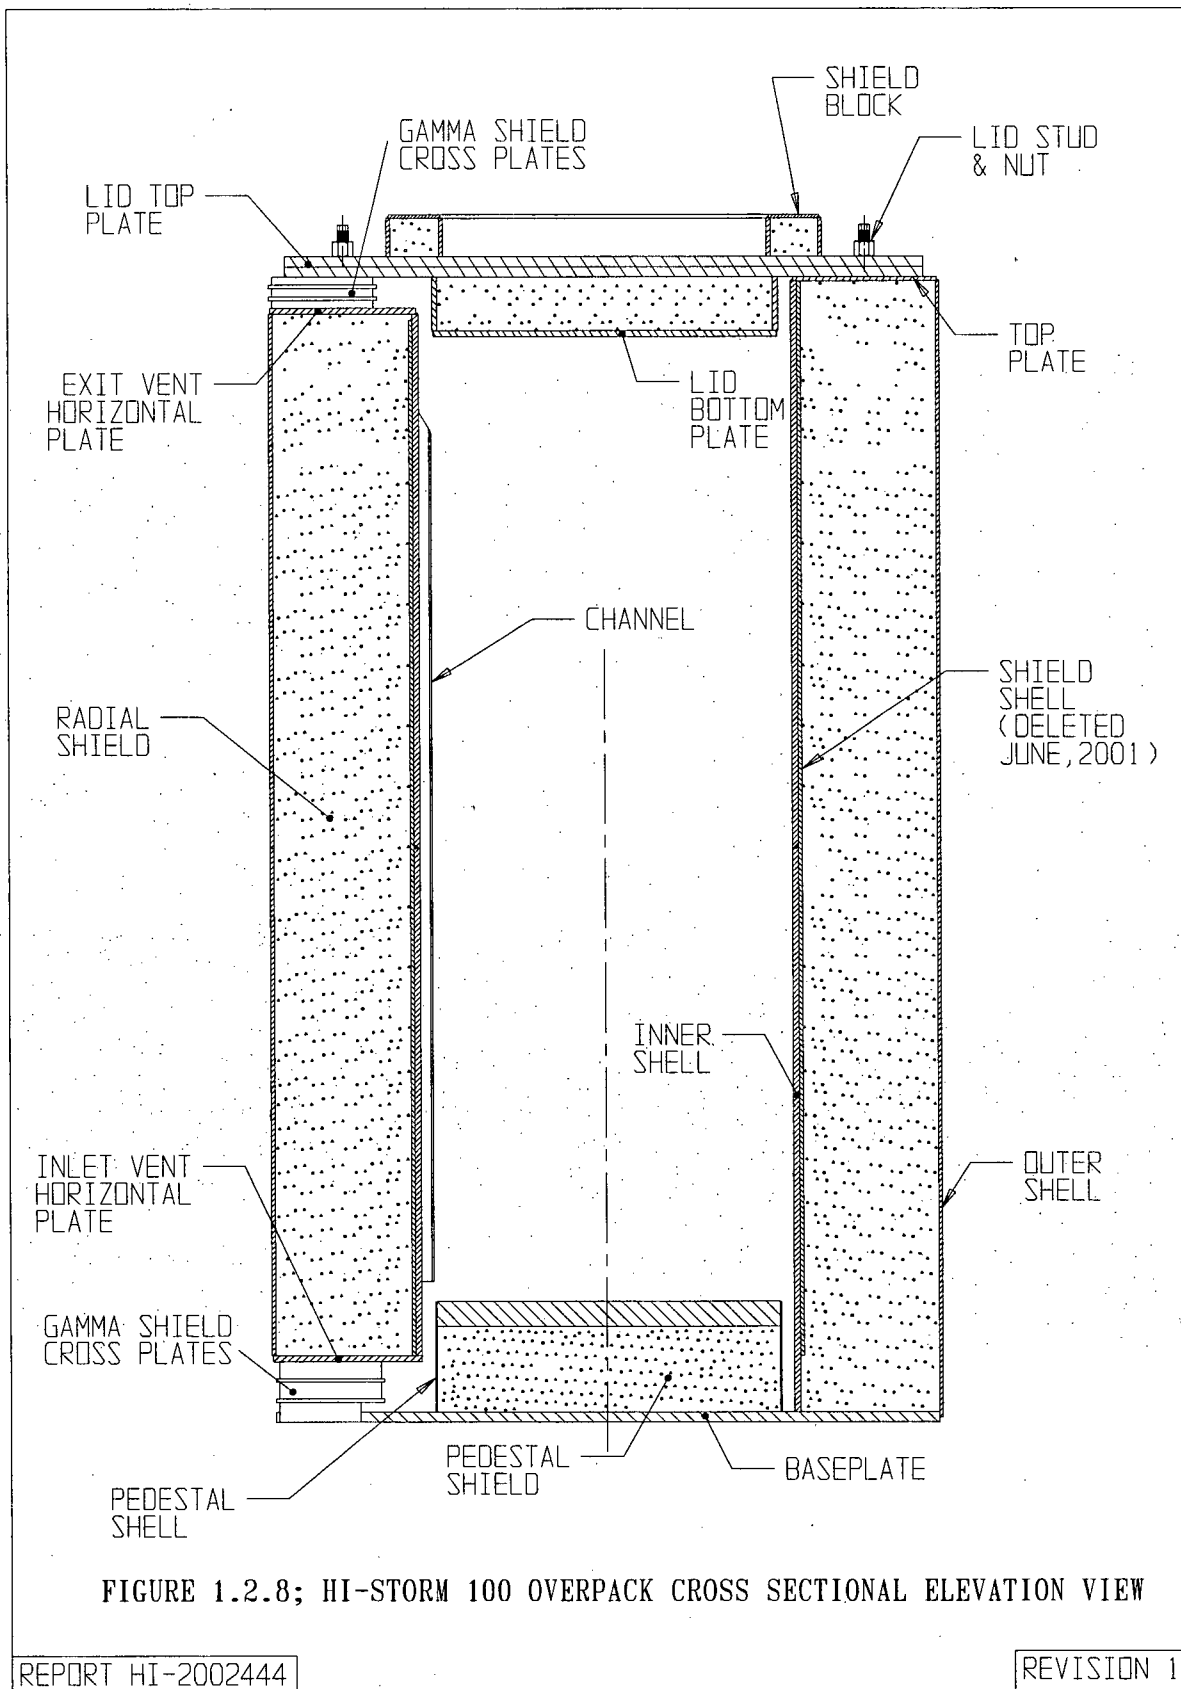 SHIELD
BLOCK
GAMMA SHIELD
CROSS PLATES
LID STUD
& NUT
LID TOP
PLATE
TOP
PLATE
EXIT VENT
HORIZONTAL
PLATE
LID
BOTTOM
PLATE
CHANNEL
SHIELD
SHELL
(DELETED
JUNE,2001)
RADIAL
SHIELD
INNER
SHELL
INLET VENT
HORIZONTAL
PLATE
OUTER
SHELL
GAMMA SHIELD
CROSS PLATES
PEDESTAL
SHIELD
BASEPLATE
PEDESTAL
SHELL
FIGURE 1.2.8; HI-STORM 100 OVERPACK CROSS SECTIONAL ELEVATION VIEW
REPORT HI-2002444
REVISION 1